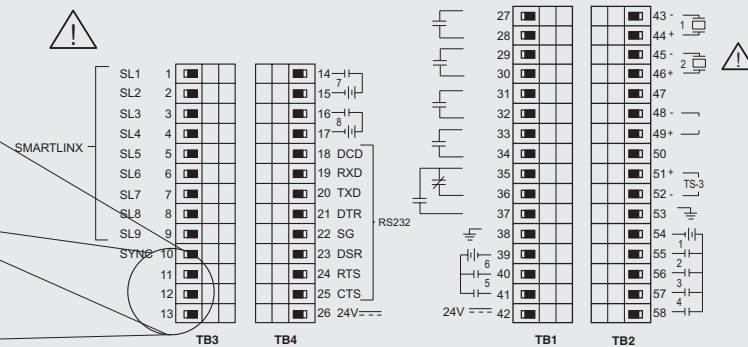 SMARTLINX
SL1 1
SL2 2
SL3 3
SL4 4
SL5 5
SL6 6
SL7 7
SL8 8
SL9 9
SYNC 10
11
12
13
TB3
14
7
15
16
8
17
18 DCD
19 RXD
20 TXD
21 DTR
22 SG
23 DSR
24 RTS
25 CTS
RS232
26 24V
TB4
27
28
29
30
31
32
33
34
35
36
37
38
39
6
40
5
41
24V 42
TB1
43 -
1
44 +
45 -
2
46 +
47
48 -
49 +
50
51 +
TS-3
52 -
53
54
1
55
2
56
3
57
4
58
TB2